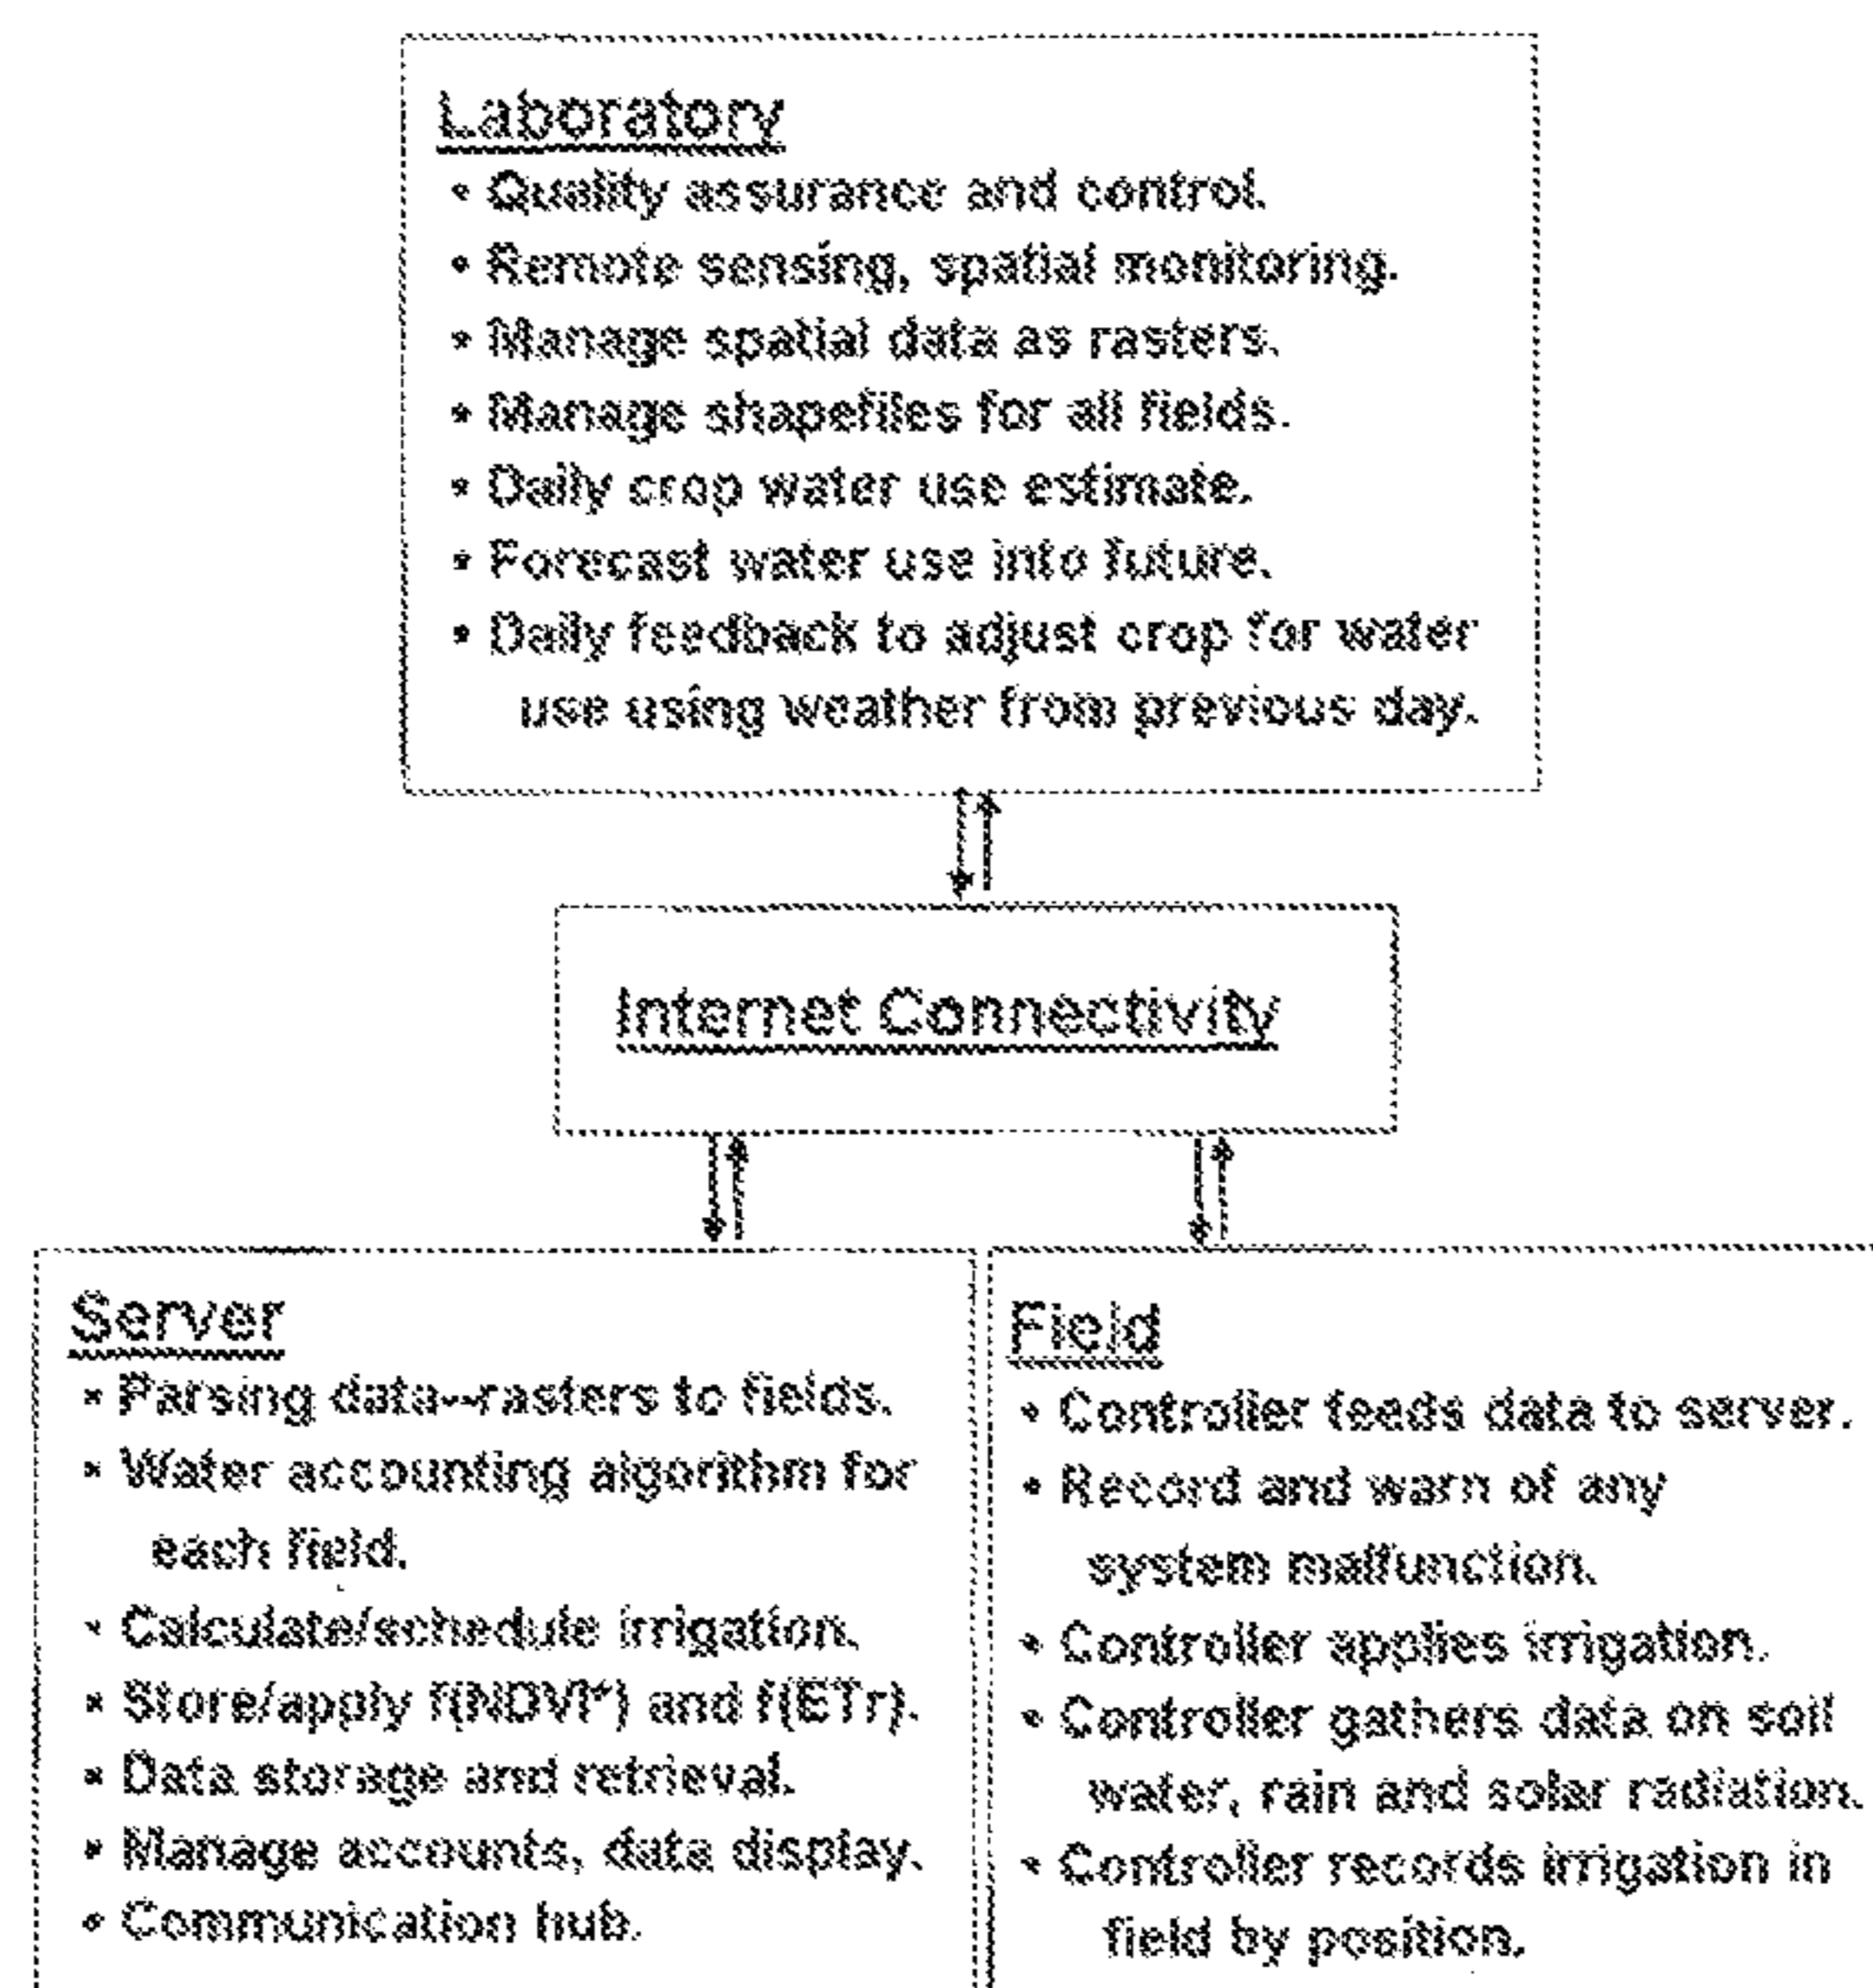 Laboratory
• Quality assurance and control.
• Remote sensing, spatial monitoring.
• Manage spatial data as rasters.
• Manage shapefiles for all fields.
• Daily crop water use estimate.
• Forecast water use into future.
• Daily feedback to adjust crop for water
use using weather from previous day.
Internet Connectivity
Server
• Parsing data--rasters to fields.
• Water accounting algorithm for
each field.
• Calculate/schedule irrigation.
• Store/apply f(NDVI*) and f(ETr).
• Data storage and retrieval.
• Manage accounts, data display.
• Communication hub.
Field
• Controller feeds data to server.
• Record and warn of any
system malfunction.
• Controller applies irrigation.
• Controller gathers data on soil
water, rain and solar radiation.
• Controller records irrigation in
field by position.